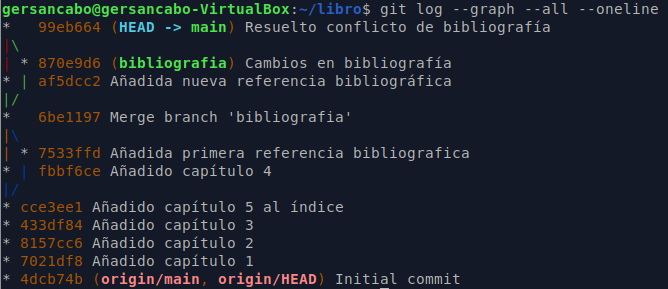 gersancabo@gersancabo-VirtualBox:~/libro$ git log --graph --all --oneline
*   99eb664 (HEAD -> main) Resuelto conflicto de bibliografía
|\
| * 870e9d6 (bibliografia) Cambios en bibliografía
* | af5dcc2 Añadida nueva referencia bibliográfica
|/
*   6be1197 Merge branch 'bibliografia'
|\
| * 7533ffd Añadida primera referencia bibliografica
* | fbbf6ce Añadido capítulo 4
|/
* cce3ee1 Añadido capítulo 5 al índice
* 433df84 Añadido capítulo 3
* 8157cc6 Añadido capítulo 2
* 7021df8 Añadido capítulo 1
* 4dcb74b (origin/main, origin/HEAD) Initial commit